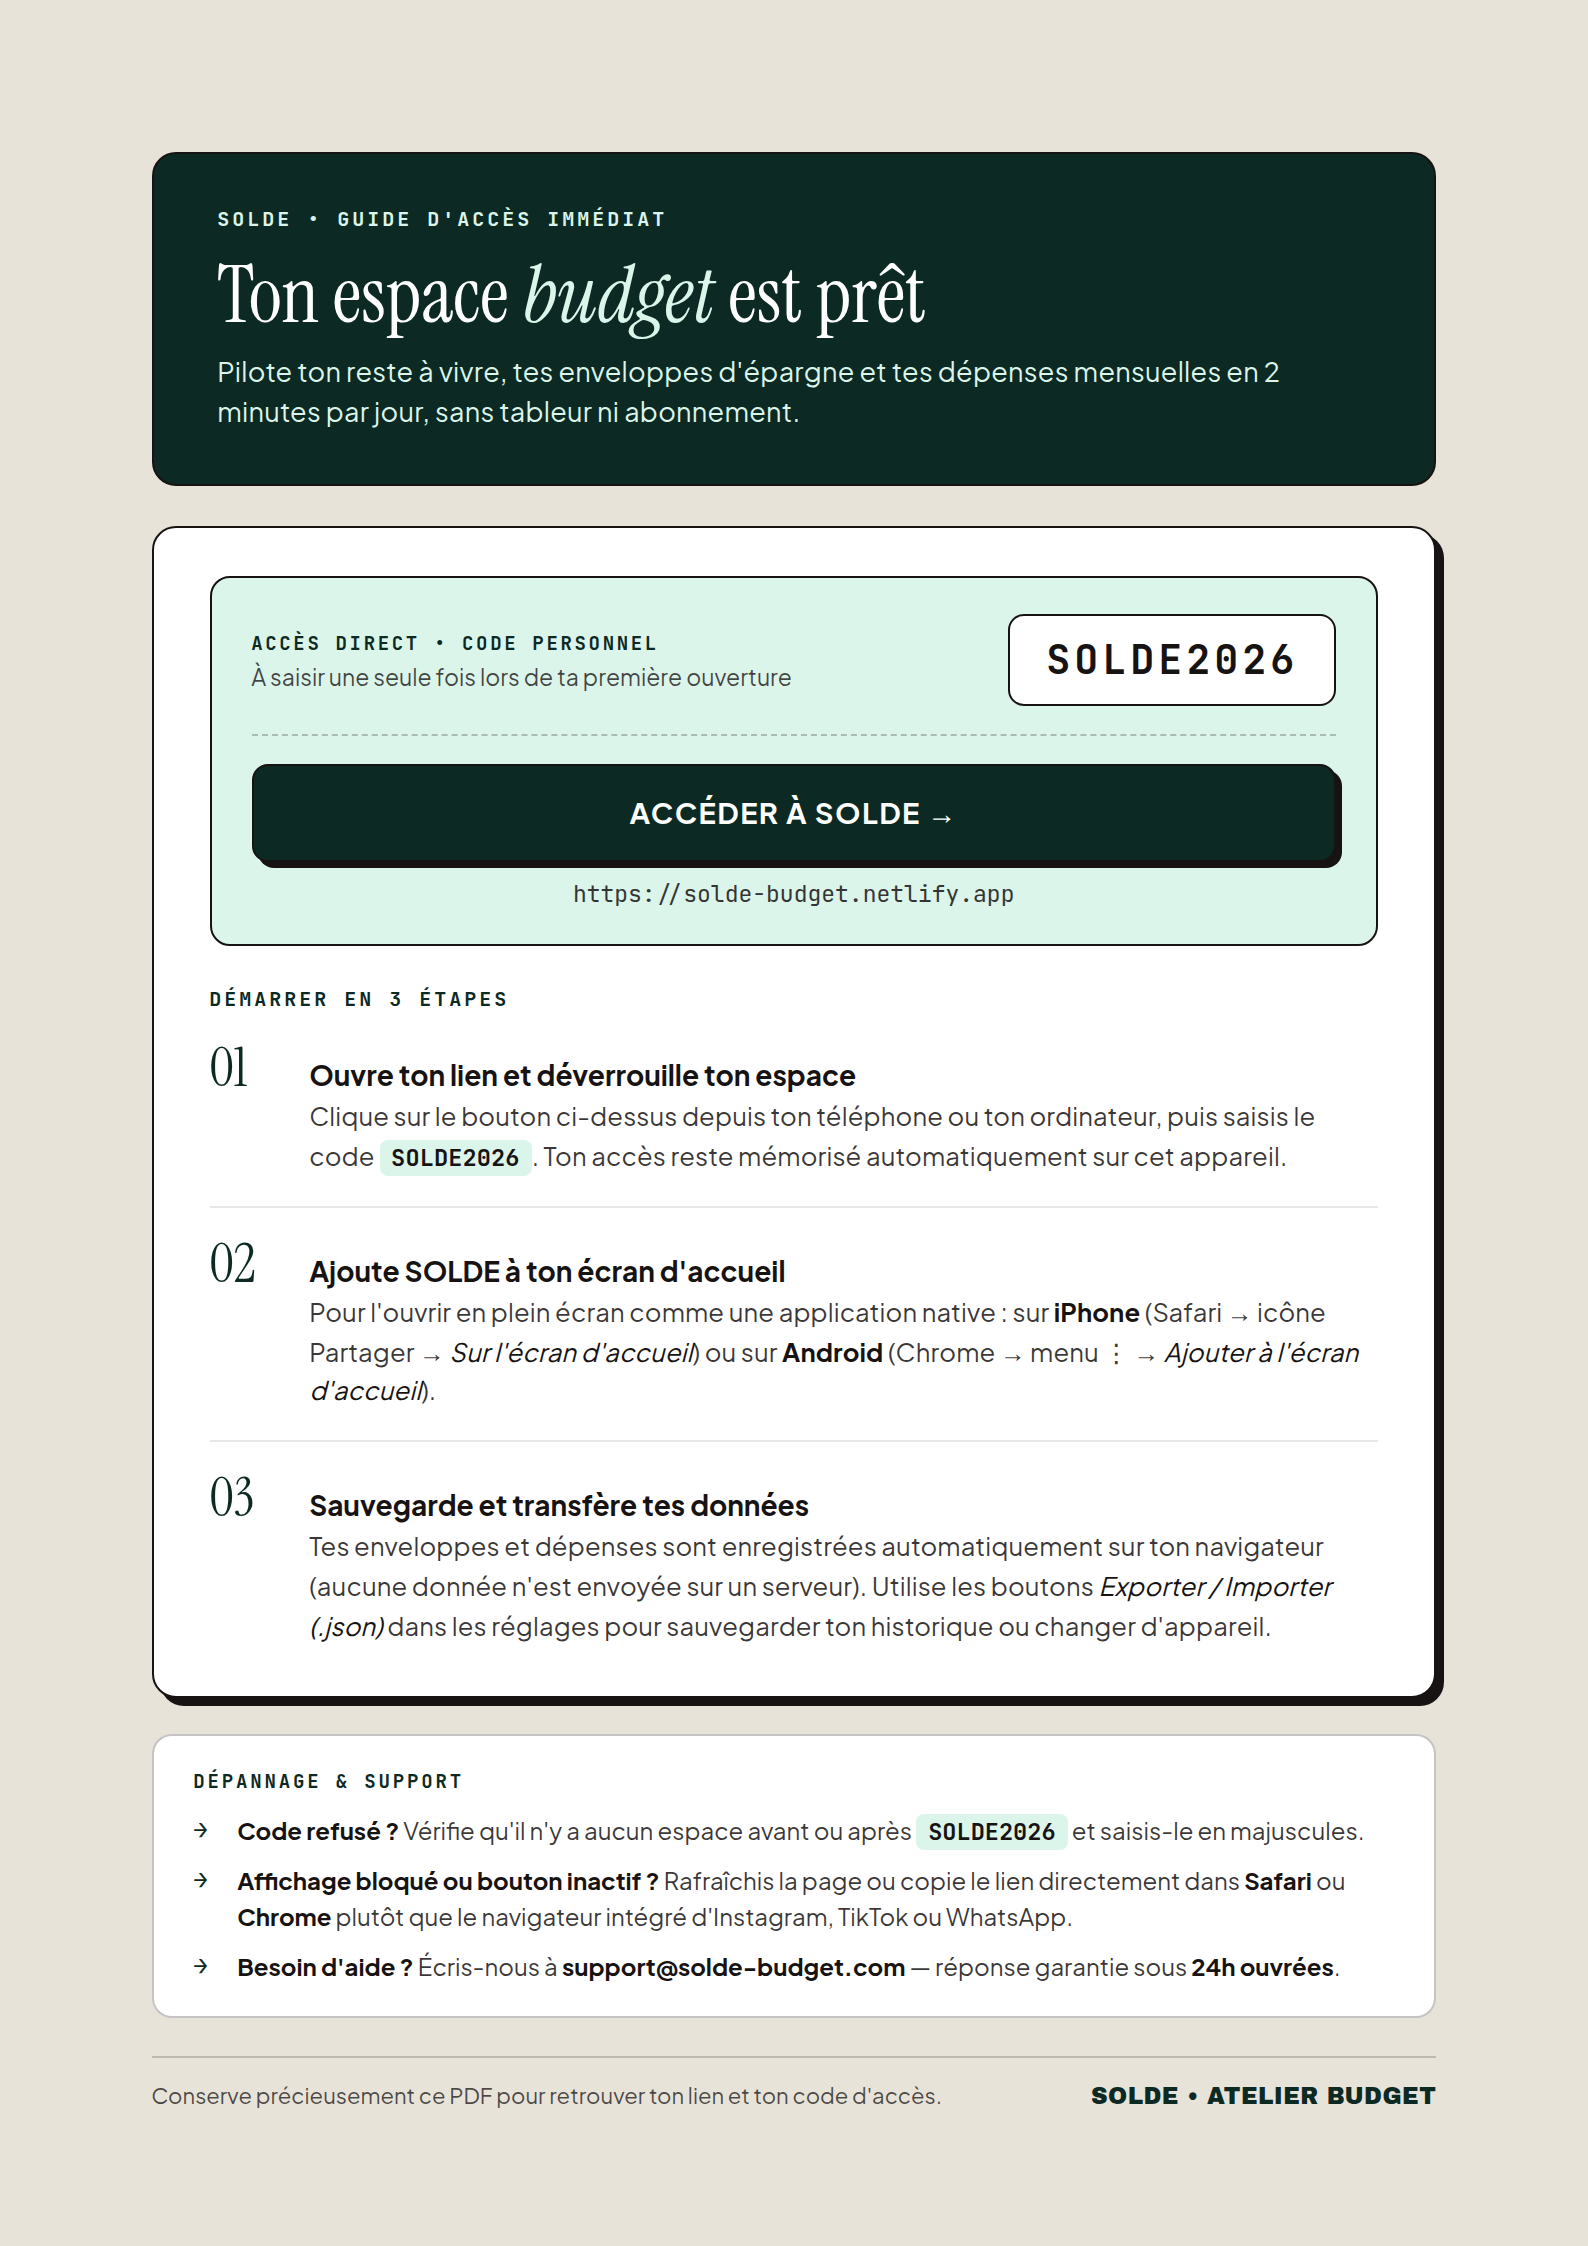 SOLDE • GUIDE D'ACCÈS IMMÉDIAT
Ton espace budget est prêt
Pilote ton reste à vivre, tes enveloppes d'épargne et tes dépenses mensuelles en 2
minutes par jour, sans tableur ni abonnement.
ACCÈS DIRECT • CODE PERSONNEL
À saisir une seule fois lors de ta première ouverture
SOLDE2026
ACCÉDER À SOLDE →
https://solde-budget.netlify.app
DÉMARRER EN 3 ÉTAPES
01
Ouvre ton lien et déverrouille ton espace
Clique sur le bouton ci-dessus depuis ton téléphone ou ton ordinateur, puis saisis le
code SOLDE2026. Ton accès reste mémorisé automatiquement sur cet appareil.
02
Ajoute SOLDE à ton écran d'accueil
Pour l'ouvrir en plein écran comme une application native : sur iPhone (Safari → icône
Partager → Sur l'écran d'accueil) ou sur Android (Chrome → menu ⋮ → Ajouter à l'écran
d'accueil).
03
Sauvegarde et transfère tes données
Tes enveloppes et dépenses sont enregistrées automatiquement sur ton navigateur
(aucune donnée n'est envoyée sur un serveur). Utilise les boutons Exporter / Importer
(.json) dans les réglages pour sauvegarder ton historique ou changer d'appareil.
DÉPANNAGE & SUPPORT
→ Code refusé ? Vérifie qu'il n'y a aucun espace avant ou après SOLDE2026 et saisis-le en majuscules.
→ Affichage bloqué ou bouton inactif ? Rafraîchis la page ou copie le lien directement dans Safari ou
Chrome plutôt que le navigateur intégré d'Instagram, TikTok ou WhatsApp.
→ Besoin d'aide ? Écris-nous à support@solde-budget.com — réponse garantie sous 24h ouvrées.
Conserve précieusement ce PDF pour retrouver ton lien et ton code d'accès.
SOLDE • ATELIER BUDGET